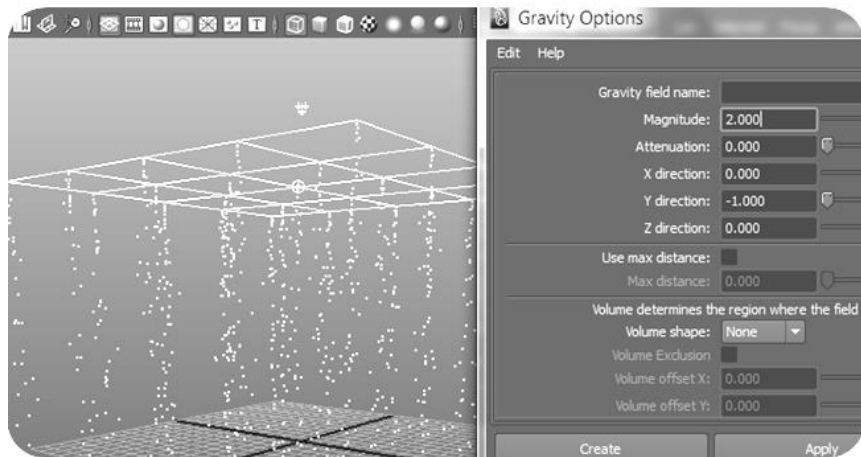 T
Gravity Options
Edit Help
Gravity field name:
Magnitude: 2.000
Attenuation: 0.000
X direction: 0.000
Y direction: -1.000
Z direction: 0.000
Use max distance:
Max distance: 0.000
Volume determines the region where the field
Volume shape: None
Volume Exclusion
Volume offset X: 0.000
Volume offset Y: 0.000
Create Apply